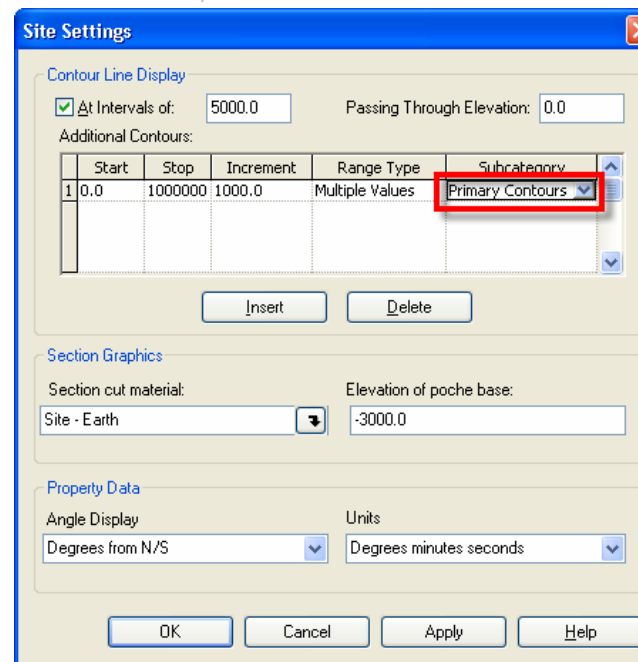 Site Settings
Contour Line Display
At Intervals of: 5000.0 Passing Through Elevation: 0.0
Additional Contours:
Start Stop Increment Range Type Subcategory
1 0.0 1000000 1000.0 Multiple Values Primary Contours
Insert Delete
Section Graphics
Section cut material: Elevation of poche base:
Site - Earth -3000.0
Property Data
Angle Display Units
Degrees from N/S Degrees minutes seconds
OK Cancel Apply Help